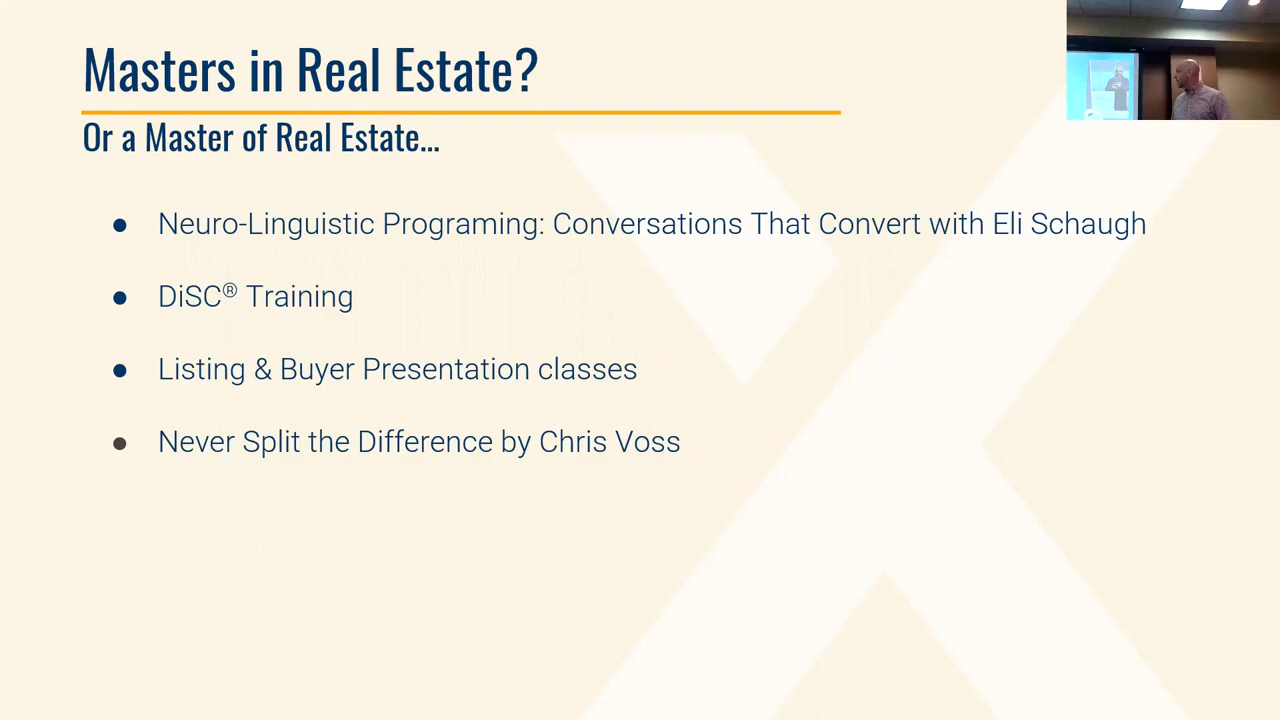 Masters in Real Estate?
Or a Master of Real Estate...
● Neuro-Linguistic Programing: Conversations That Convert with Eli Schaugh
● DiSC® Training
● Listing & Buyer Presentation classes
● Never Split the Difference by Chris Voss